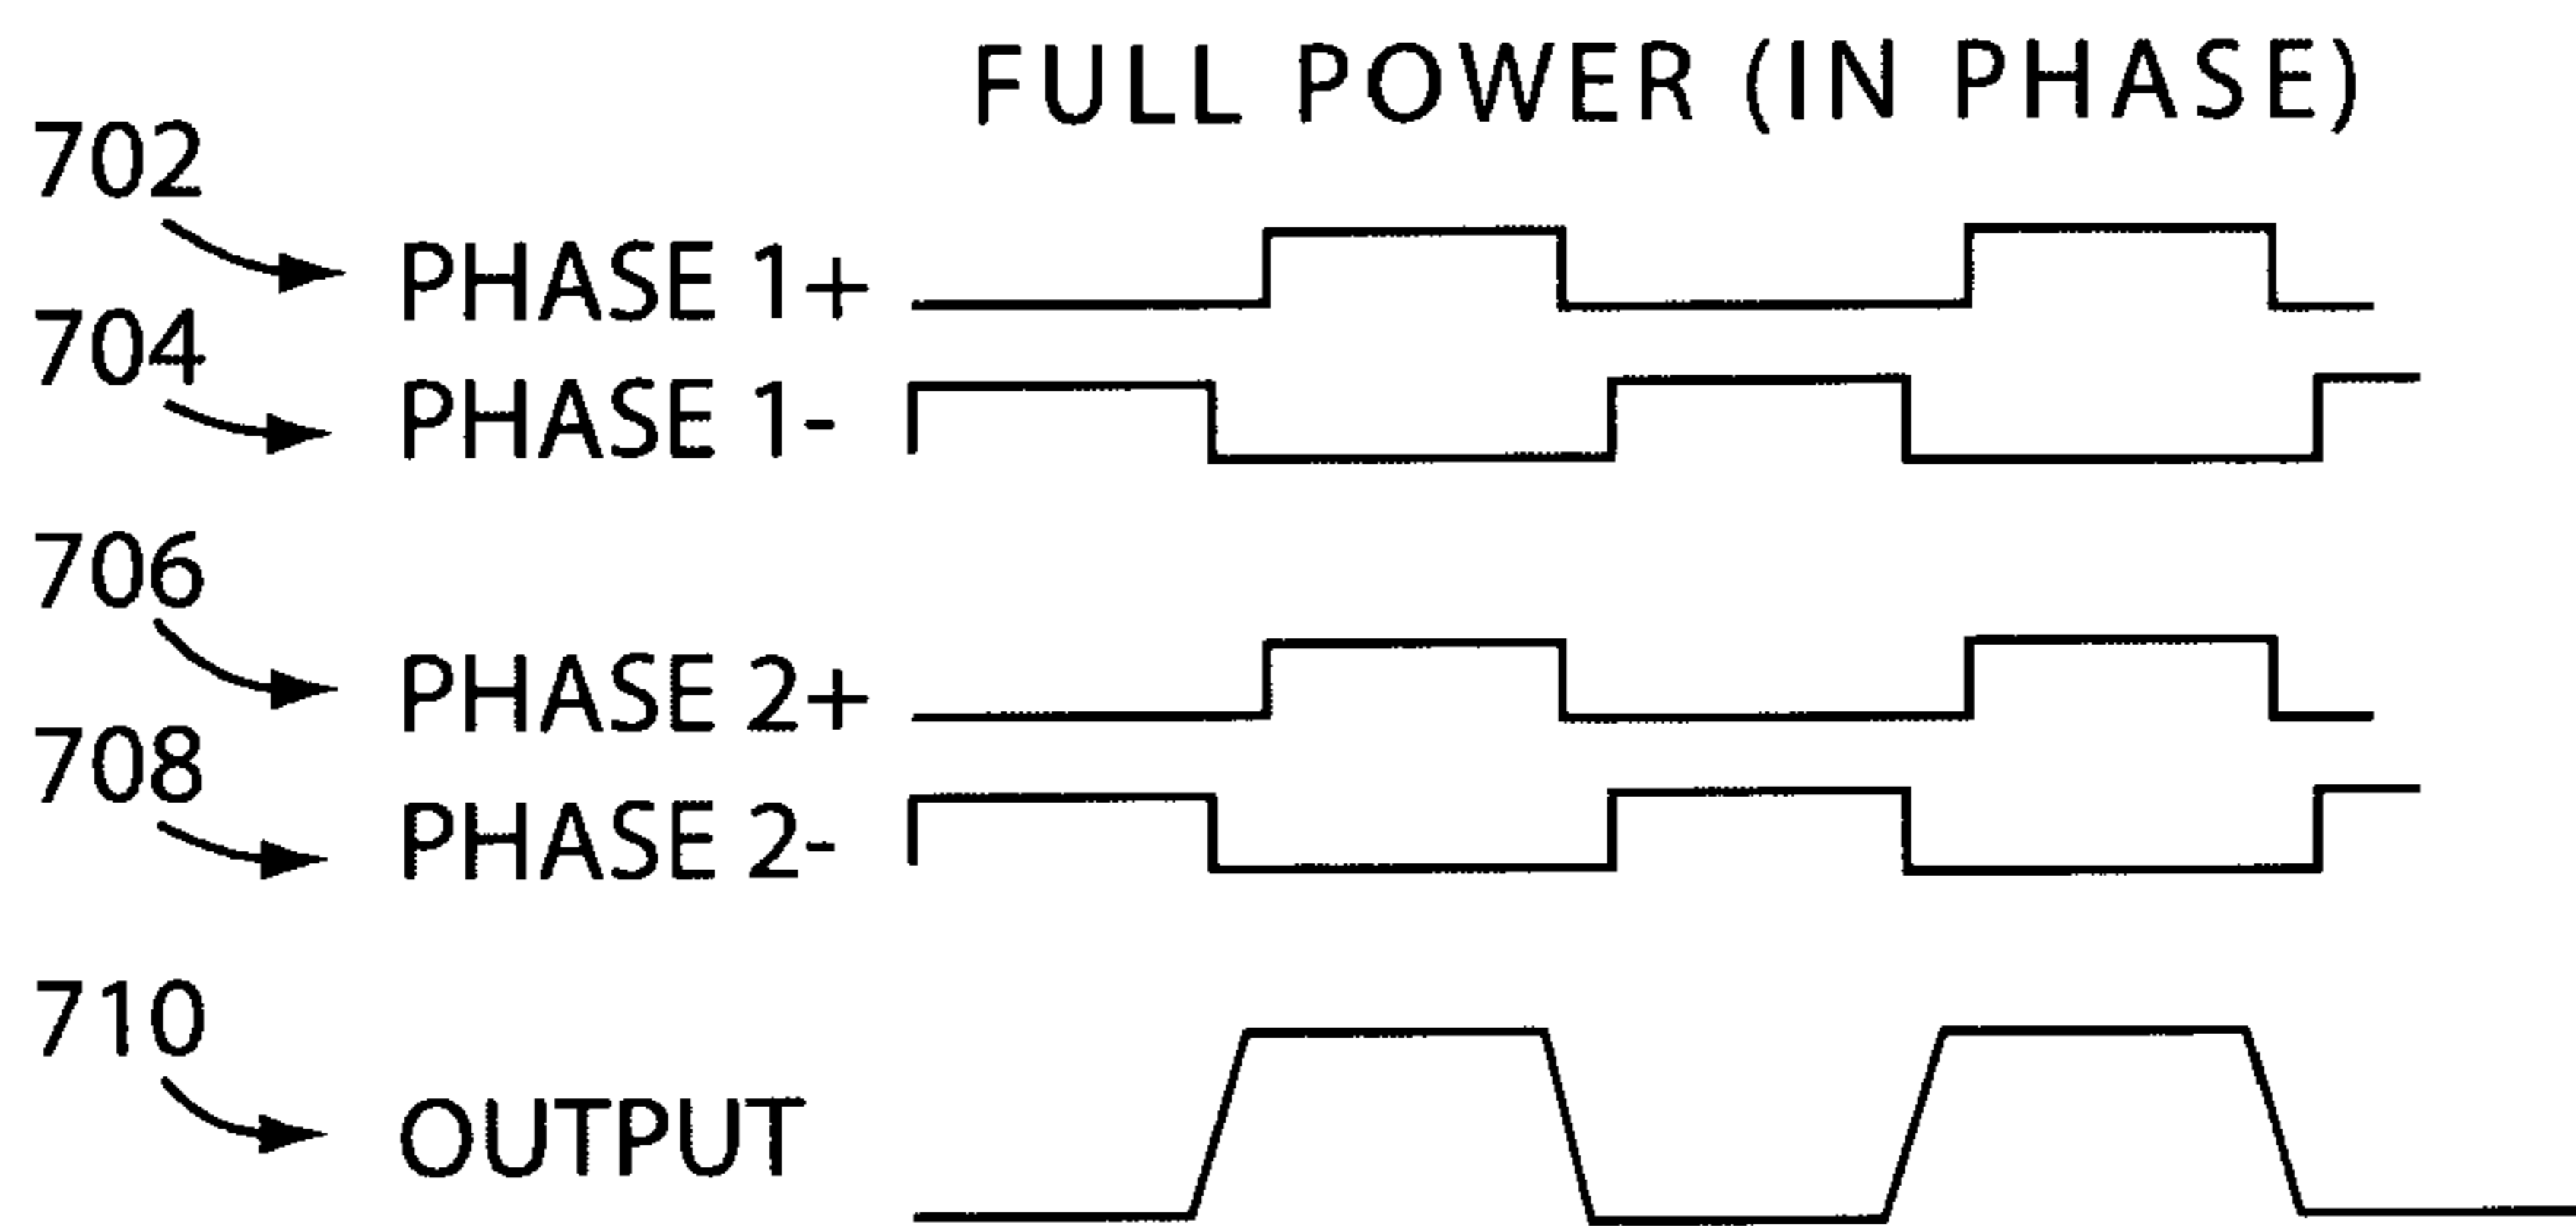 FULL POWER (IN PHASE)
702
PHASE 1+
704
PHASE 1-
706
PHASE 2+
708
PHASE 2-
710
OUTPUT